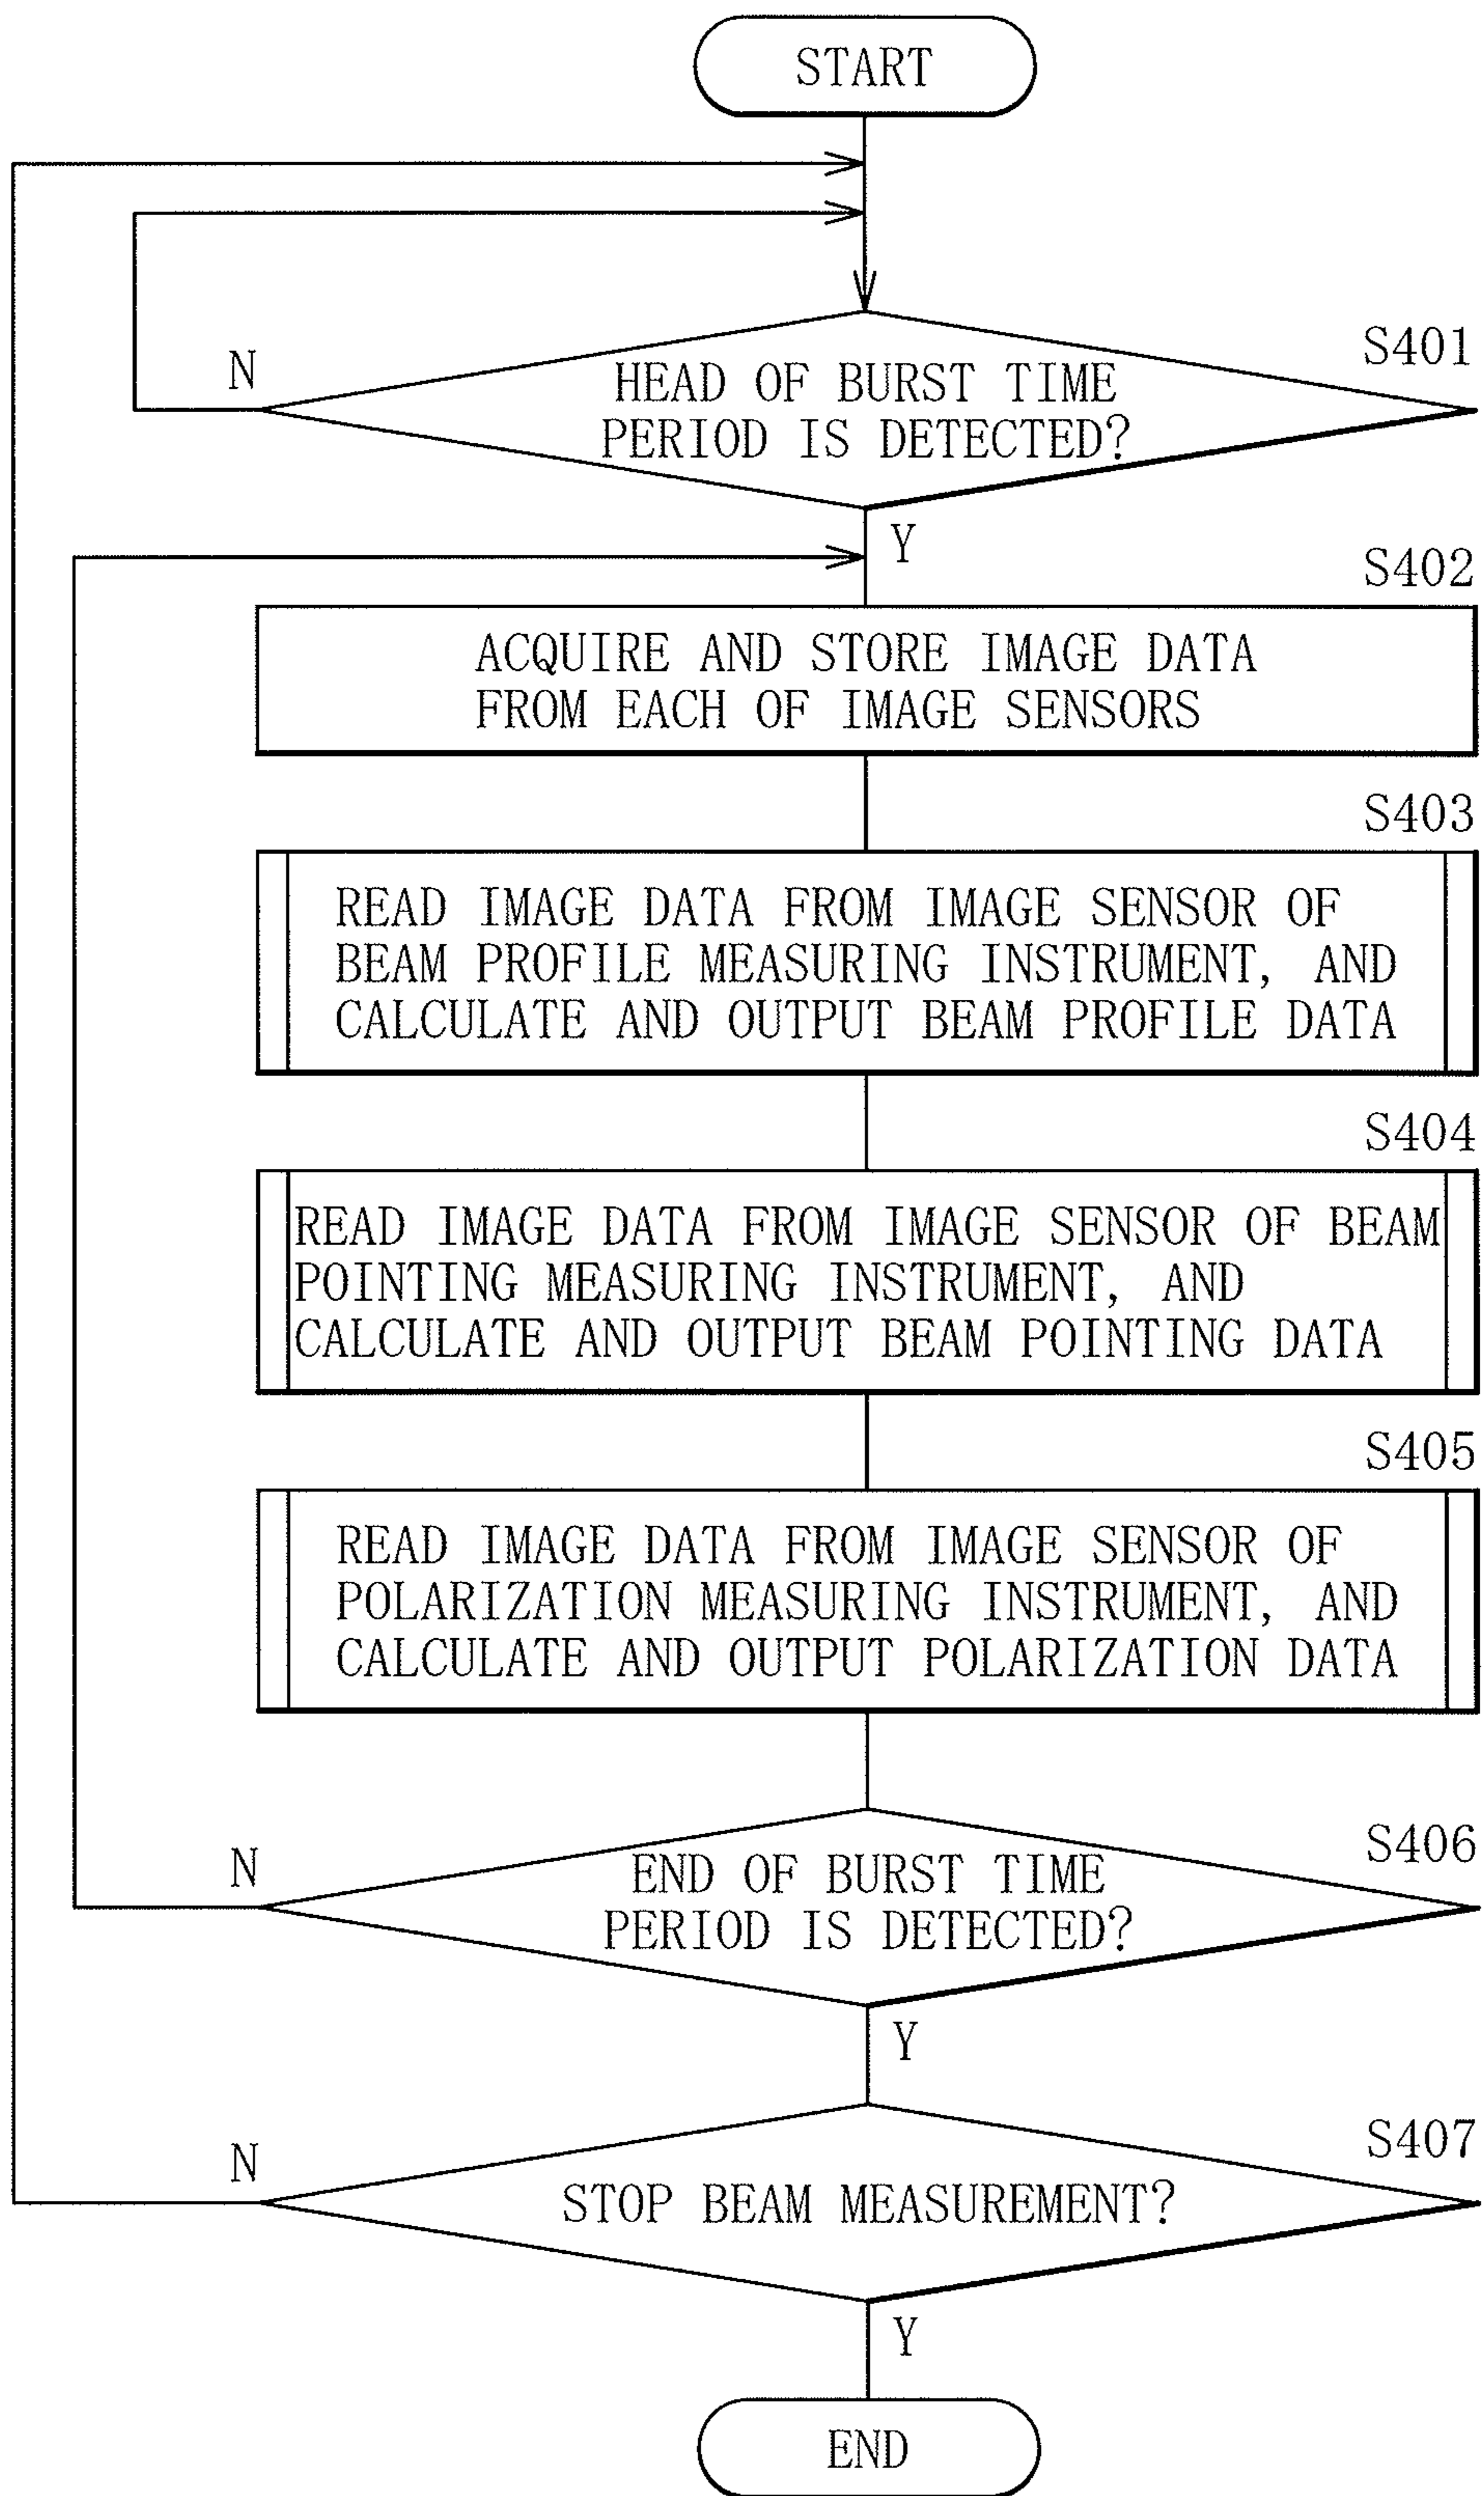 START
N
S401
HEAD OF BURST TIME
PERIOD IS DETECTED?
Y
S402
ACQUIRE AND STORE IMAGE DATA
FROM EACH OF IMAGE SENSORS
S403
READ IMAGE DATA FROM IMAGE SENSOR OF
BEAM PROFILE MEASURING INSTRUMENT, AND
CALCULATE AND OUTPUT BEAM PROFILE DATA
S404
READ IMAGE DATA FROM IMAGE SENSOR OF BEAM
POINTING MEASURING INSTRUMENT, AND
CALCULATE AND OUTPUT BEAM POINTING DATA
S405
READ IMAGE DATA FROM IMAGE SENSOR OF
POLARIZATION MEASURING INSTRUMENT, AND
CALCULATE AND OUTPUT POLARIZATION DATA
S406
N
END OF BURST TIME
PERIOD IS DETECTED?
Y
S407
N
STOP BEAM MEASUREMENT?
Y
END